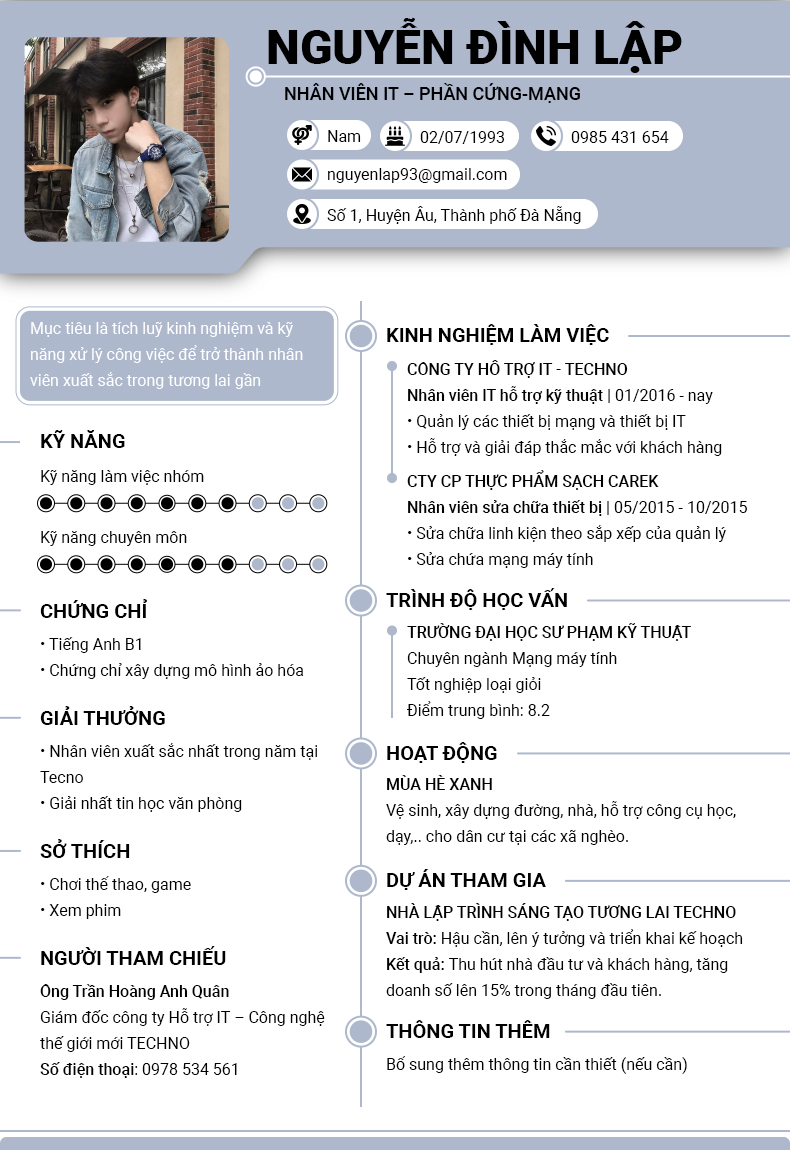 NGUYỄN ĐÌNH LẬP
NHÂN VIÊN IT – PHẦN CỨNG-MẠNG
Nam
02/07/1993
0985 431 654
nguyenlap93@gmail.com
Số 1, Huyện Âu, Thành phố Đà Nẵng
Mục tiêu là tích luỹ kinh nghiệm và kỹ
năng xử lý công việc để trở thành nhân
viên xuất sắc trong tương lai gần
KỸ NĂNG
Kỹ năng làm việc nhóm
Kỹ năng chuyên môn
CHỨNG CHỈ
• Tiếng Anh B1
• Chứng chỉ xây dựng mô hình ảo hóa
GIẢI THƯỞNG
• Nhân viên xuất sắc nhất trong năm tại
Tecno
• Giải nhất tin học văn phòng
SỞ THÍCH
• Chơi thể thao, game
• Xem phim
NGƯỜI THAM CHIẾU
Ông Trần Hoàng Anh Quân
Giám đốc công ty Hỗ trợ IT – Công nghệ
thế giới mới TECHNO
Số điện thoại: 0978 534 561
KINH NGHIỆM LÀM VIỆC
CÔNG TY HỖ TRỢ IT - TECHNO
Nhân viên IT hỗ trợ kỹ thuật | 01/2016 - nay
• Quản lý các thiết bị mạng và thiết bị IT
• Hỗ trợ và giải đáp thắc mắc với khách hàng
CTY CP THỰC PHẨM SẠCH CAREK
Nhân viên sửa chữa thiết bị | 05/2015 - 10/2015
• Sửa chữa linh kiện theo sắp xếp của quản lý
• Sửa chứa mạng máy tính
TRÌNH ĐỘ HỌC VẤN
TRƯỜNG ĐẠI HỌC SƯ PHẠM KỸ THUẬT
Chuyên ngành Mạng máy tính
Tốt nghiệp loại giỏi
Điểm trung bình: 8.2
HOẠT ĐỘNG
MÙA HÈ XANH
Vệ sinh, xây dựng đường, nhà, hỗ trợ công cụ học,
dạy,.. cho dân cư tại các xã nghèo.
DỰ ÁN THAM GIA
NHÀ LẬP TRÌNH SÁNG TẠO TƯƠNG LAI TECHNO
Vai trò: Hậu cần, lên ý tưởng và triển khai kế hoạch
Kết quả: Thu hút nhà đầu tư và khách hàng, tăng
doanh số lên 15% trong tháng đầu tiên.
THÔNG TIN THÊM
Bổ sung thêm thông tin cần thiết (nếu cần)